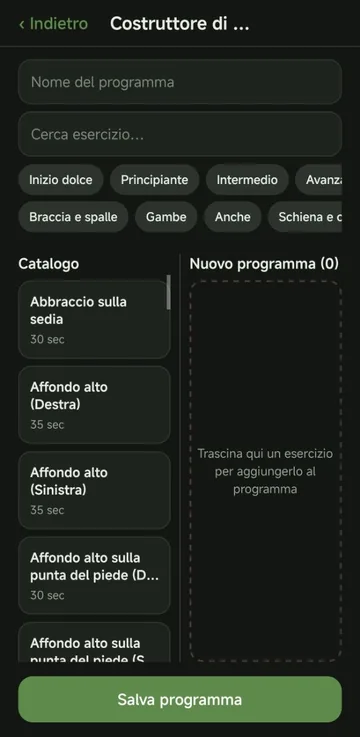 ‹ Indietro Costruttore di ...
Nome del programma
Cerca esercizio...
Inizio dolce Principiante Intermedio Avanza
Braccia e spalle Gambe Anche Schiena e c
Catalogo
Abbraccio sulla
sedia
30 sec
Affondo alto
(Destra)
35 sec
Affondo alto
(Sinistra)
35 sec
Affondo alto sulla
punta del piede (D...
30 sec
Affondo alto sulla
punta del piede (S
Nuovo programma (0)
Trascina qui un esercizio
per aggiungerlo al
programma
Salva programma